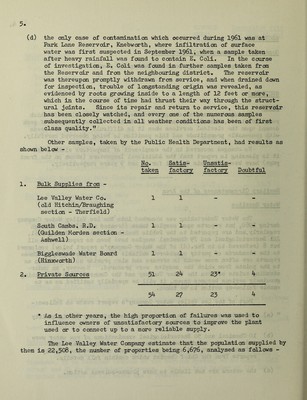 5.
(d) the only case of contamination which occurred during 1961 was at
Park Lane Reservoir, Knebworth, where infiltration of surface
water was first suspected in September 1961, when a sample taken
after heavy rainfall was found to contain E. Coli. In the course
of investigation, E. Coli was found in further samples taken from
the Reservoir and from the neighbouring district. The reservoir
was thereupon promptly withdrawn from service, and when drained down
for inspection, trouble of longstanding origin was revealed, as
evidenced by roots growing inside to a length of 12 feet or more,
which in the course of time had thrust their way through the struct-
ural joints. Since its repair and return to service, this reservoir
has been closely watched, and every one of the numerous samples
subsequently collected in all weather conditions has been of first
class quality."
Other samples, taken by the Public Health Department, had results as
shown below -
No. Satis- Unsatis-
taken factory factory Doubtful
1. Bulk Supplies from -
Lee Valley Water Co.
(old Hitchin/Braughing
section - Therfield) 1 1 - -
South Cambs. R.D.
(Guilden Morden section -
Ashwell) 1 1 - -
Biggleswade Water Board
(Hinxworth) 1 1 - -
2. Private Sources 51 24 23* 4
54 27 23 4
* As in other years, the high proportion of failures was used to
influence owners of unsatisfactory sources to improve the plant
used or to connect up to a more reliable supply.
The Lee Valley Water Company estimate that the population supplied by
them is 22,508, the number of properties being 6,676, analysed as follows -